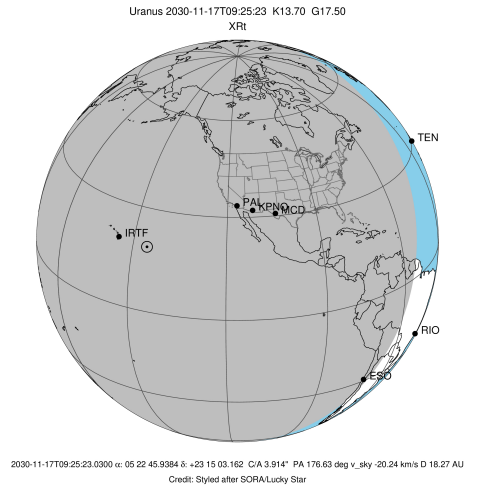 Uranus 2030-11-17T09:25:23 K13.70 G17.50
XRt
TEN
PAL
KPNO
MCD
IRTF
RIO
ESO
2030-11-17T09:25:23.0300 α: 05 22 45.9384 δ: +23 15 03.162 C/A 3.914" PA 176.63 deg v_sky -20.24 km/s D 18.27 AU
Credit: Styled after SORA/Lucky Star